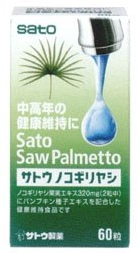 sato
中高年の
健康維持に
Sato
Saw Palmetto
サトウノコギリヤシ
ノコギリヤシ果実エキス320mg(2粒中)
にパンプキン種子エキスを配合した
健康維持食品です
サトウ製薬
60粒